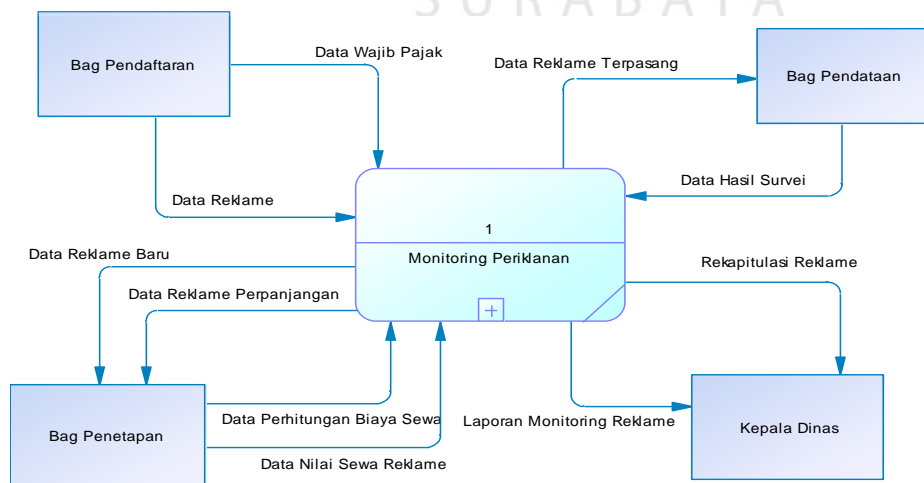 SURABAYA
Bag Pendaftaran
Data Wajib Pajak
Data Reklame Terpasang
Bag Pendataan
Data Reklame
Data Hasil Survei
1
Monitoring Periklanan
Data Reklame Baru
Data Reklame Perpanjangan
Rekapitulasi Reklame
Bag Penetapan
Data Perhitungan Biaya Sewa
Data Nilai Sewa Reklame
Laporan Monitoring Reklame
Kepala Dinas